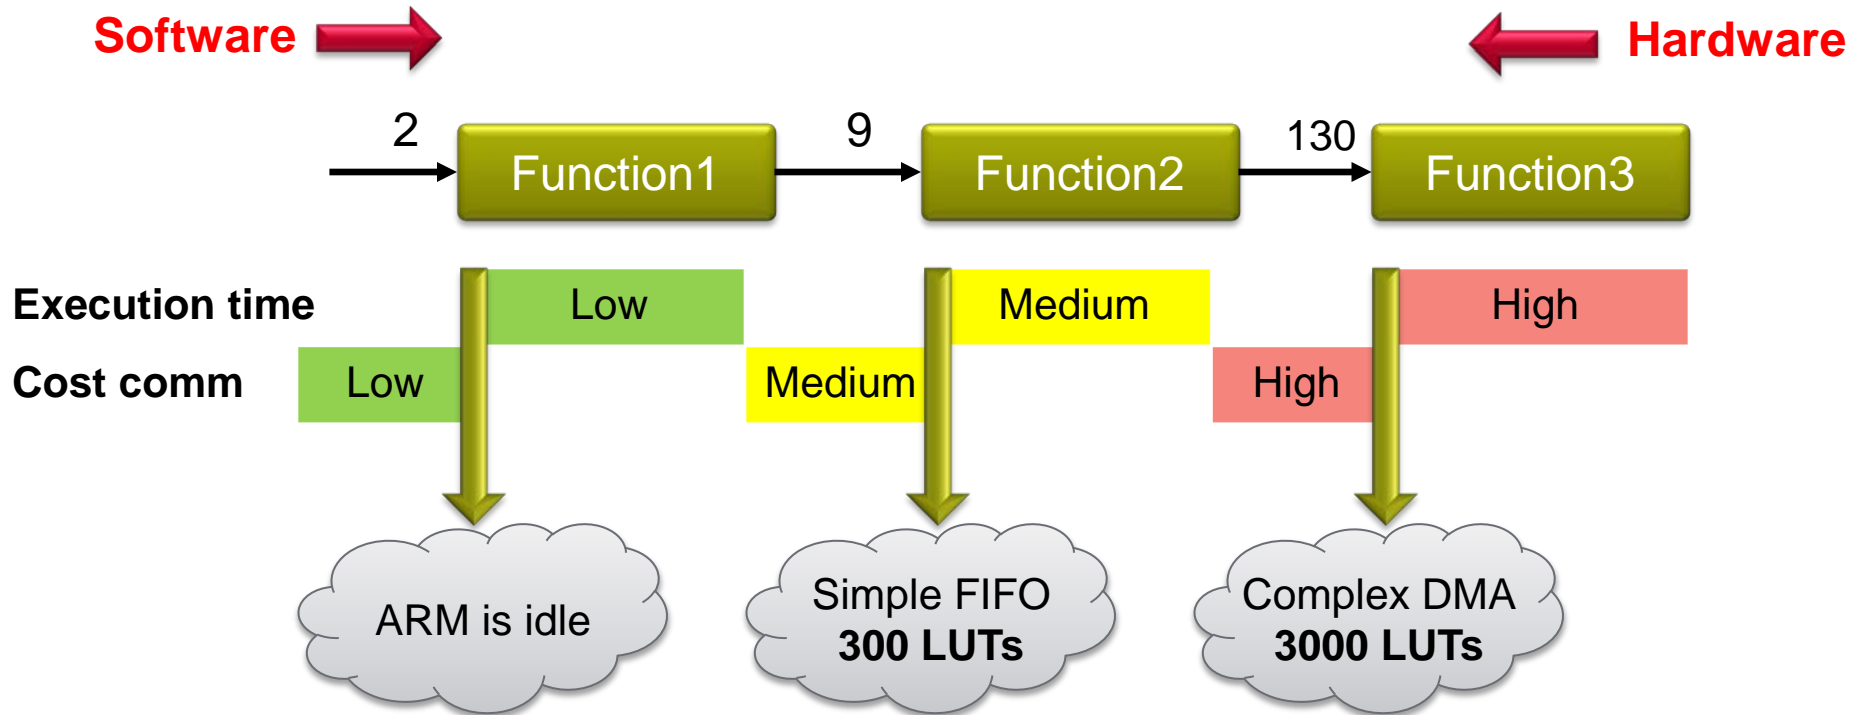 Software
Hardware
2
9
130
Function1
Function2
Function3
Execution time
Low
Medium
High
Cost comm
Low
Medium
High
ARM is idle
Simple FIFO
300 LUTs
Complex DMA
3000 LUTs